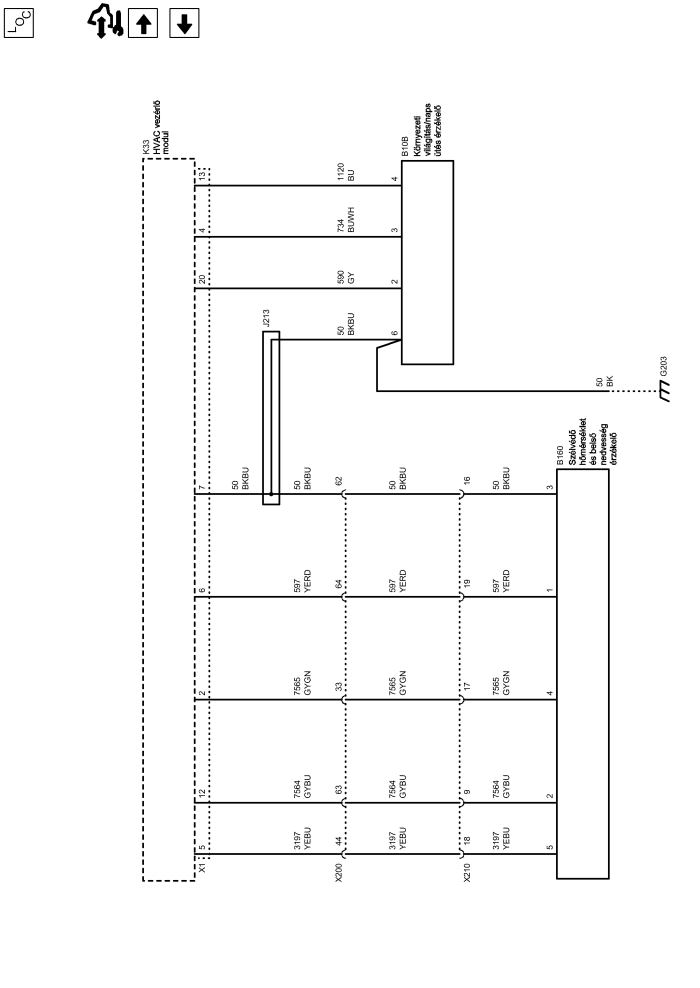 LOC
K33
HVAC vezérlő
modul
13
4
20
7
6
2
12
5
X1
1120
BU
734
BUWH
590
GY
50
BKBU
4
3
2
6
B10B
Környezeti
világítás/naps
ütés érzékelő
J213
50
BKBU
50
BKBU
62
50
BKBU
16
50
BKBU
3
597
YERD
64
597
YERD
19
597
YERD
1
7565
GYGN
33
7565
GYGN
17
7565
GYGN
4
7564
GYBU
63
7564
GYBU
9
7564
GYBU
2
3197
YEBU
44
3197
YEBU
18
3197
YEBU
5
X200
X210
50
BK
G203
B160
Szélvédő
hőmérséklet
és belső
nedvesség
érzékelő